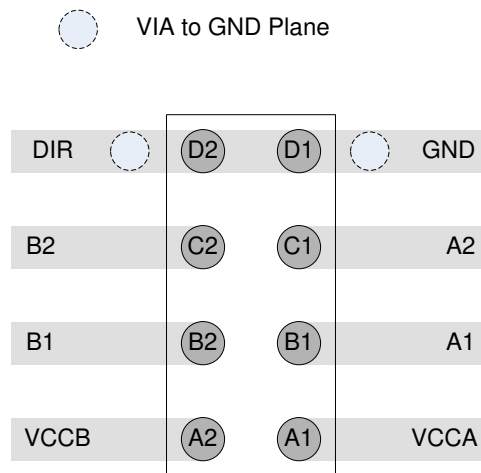 VIA to GND Plane
DIR D2 D1 GND
B2 C2 C1 A2
B1 B2 B1 A1
VCCB A2 A1 VCCA